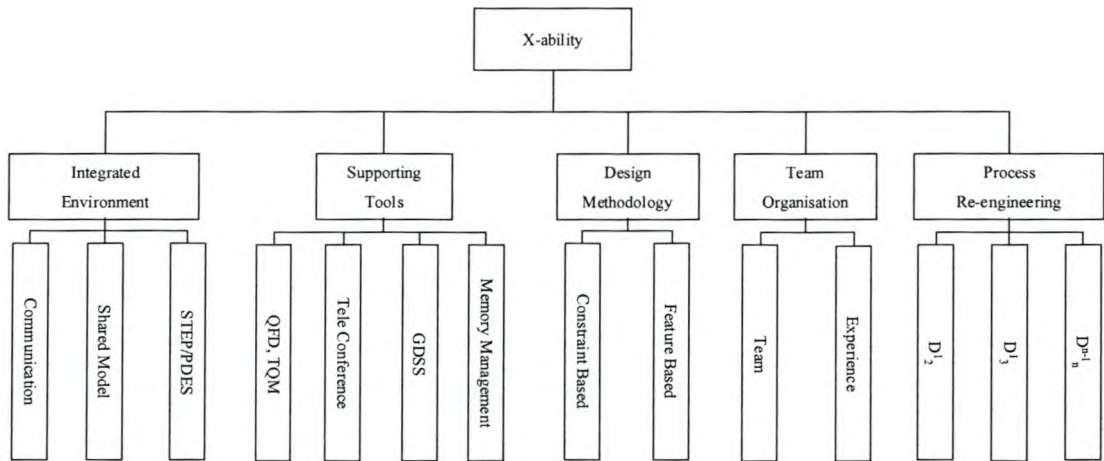 X-ability
Integrated
Environment
Supporting
Tools
Design
Methodology
Team
Organisation
Process
Re-engineering
Communication
Shared Model
STEP/PDES
QFD, TQM
Tele Conference
GDSS
Memory Management
Constraint Based
Feature Based
Team
Experience
D¹₂
D¹₃
Dⁿ⁻¹ₙ